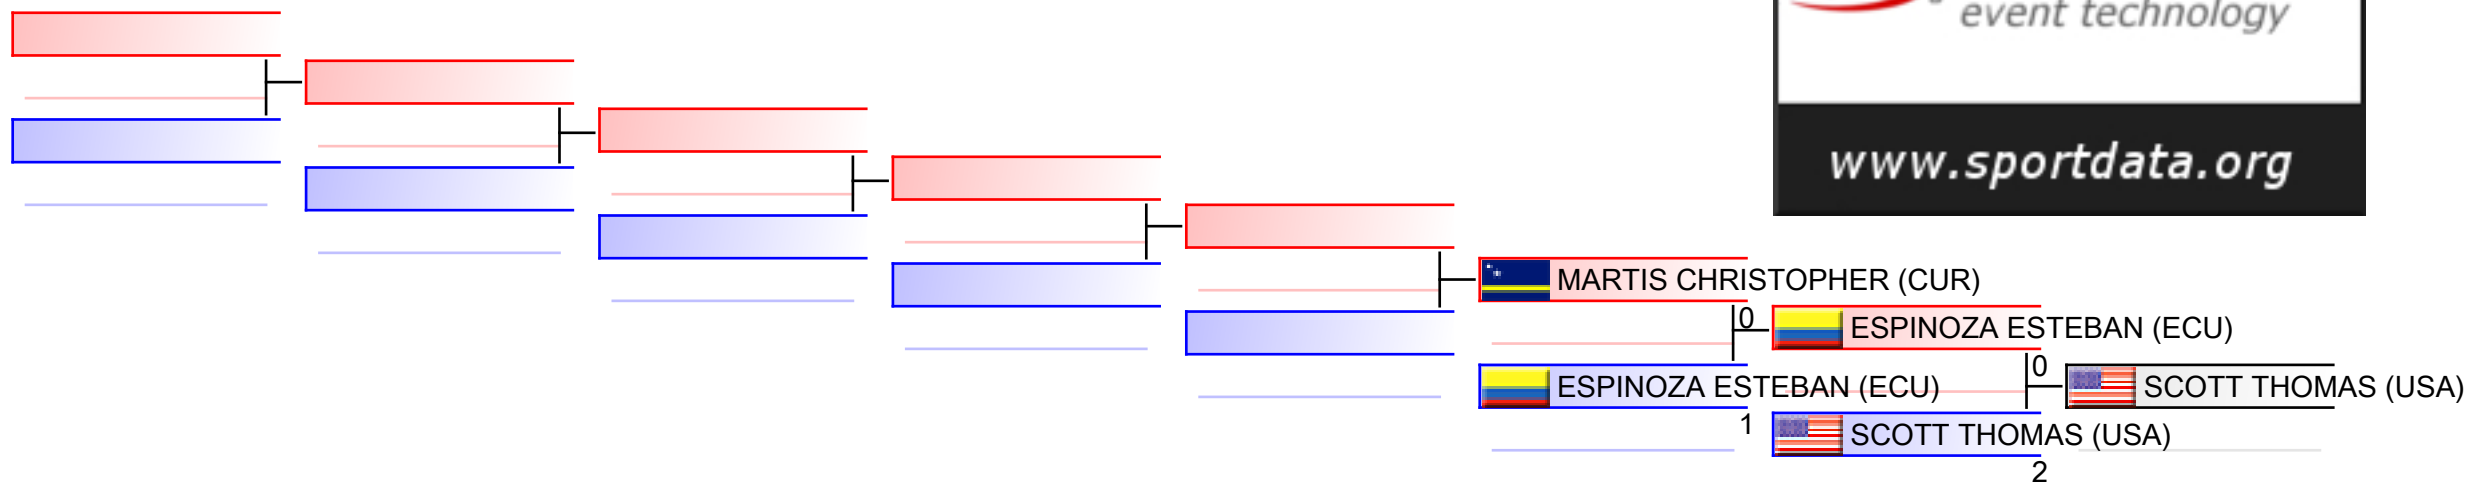 event technology
www.sportdata.org
MARTIS CHRISTOPHER (CUR)
0
ESPINOZA ESTEBAN (ECU)
ESPINOZA ESTEBAN (ECU)
1
0
SCOTT THOMAS (USA)
SCOTT THOMAS (USA)
2